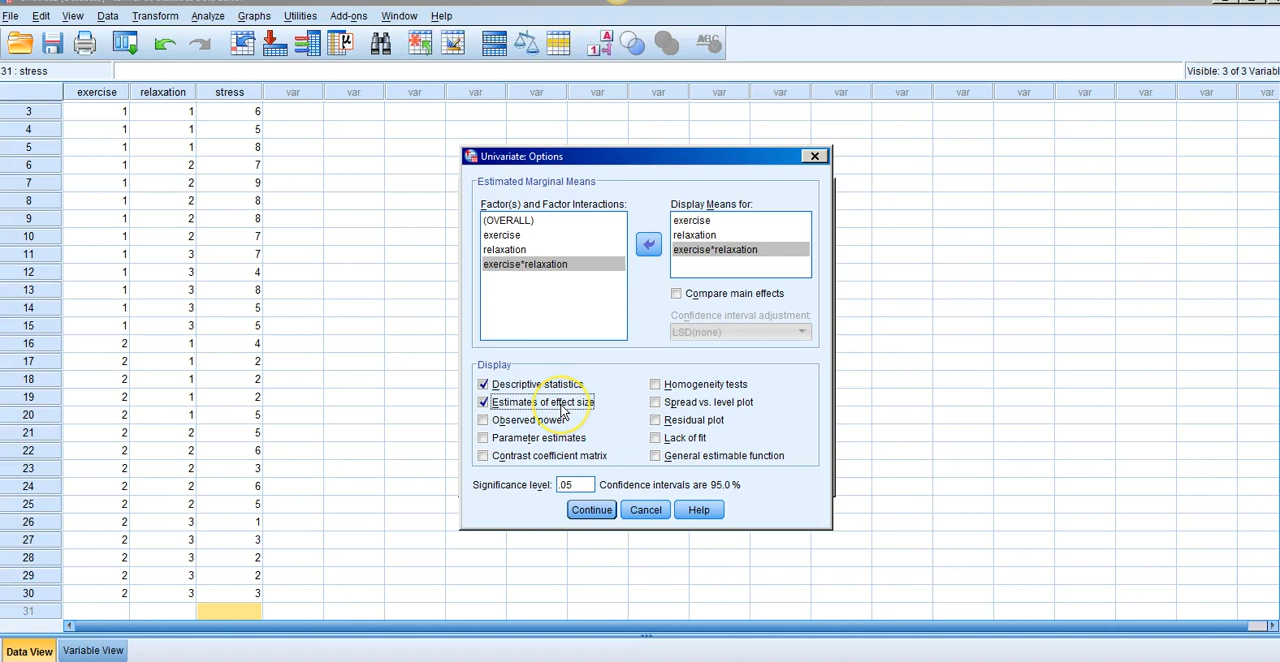 File Edit View Data Transform Analyze Graphs Utilities Add-ons Window Help
31 : stress Visible: 3 of 3 Variabl
exercise relaxation stress var var var var var var var var var var var var var var var var var
3 1 1 6
4 1 1 5
5 1 1 8
6 1 2 7
7 1 2 9
8 1 2 8
9 1 2 8
10 1 2 7
11 1 3 7
12 1 3 4
13 1 3 8
14 1 3 5
15 1 3 5
16 2 1 4
17 2 1 2
18 2 1 2
19 2 1 4
20 2 1 5
21 2 2 5
22 2 2 6
23 2 2 3
24 2 2 6
25 2 2 5
26 2 3 1
27 2 3 3
28 2 3 2
29 2 3 2
30 2 3 3
31
Univariate: Options
Estimated Marginal Means
Factor(s) and Factor Interactions:
(OVERALL)
exercise
relaxation
exercise*relaxation
Display Means for:
exercise
relaxation
exercise*relaxation
Compare main effects
Confidence interval adjustment:
LSD(none)
Display
Descriptive statistics Homogeneity tests
Estimates of effect size Spread vs. level plot
Observed power Residual plot
Parameter estimates Lack of fit
Contrast coefficient matrix General estimable function
Significance level: .05 Confidence intervals are 95.0 %
Continue Cancel Help
Data View Variable View